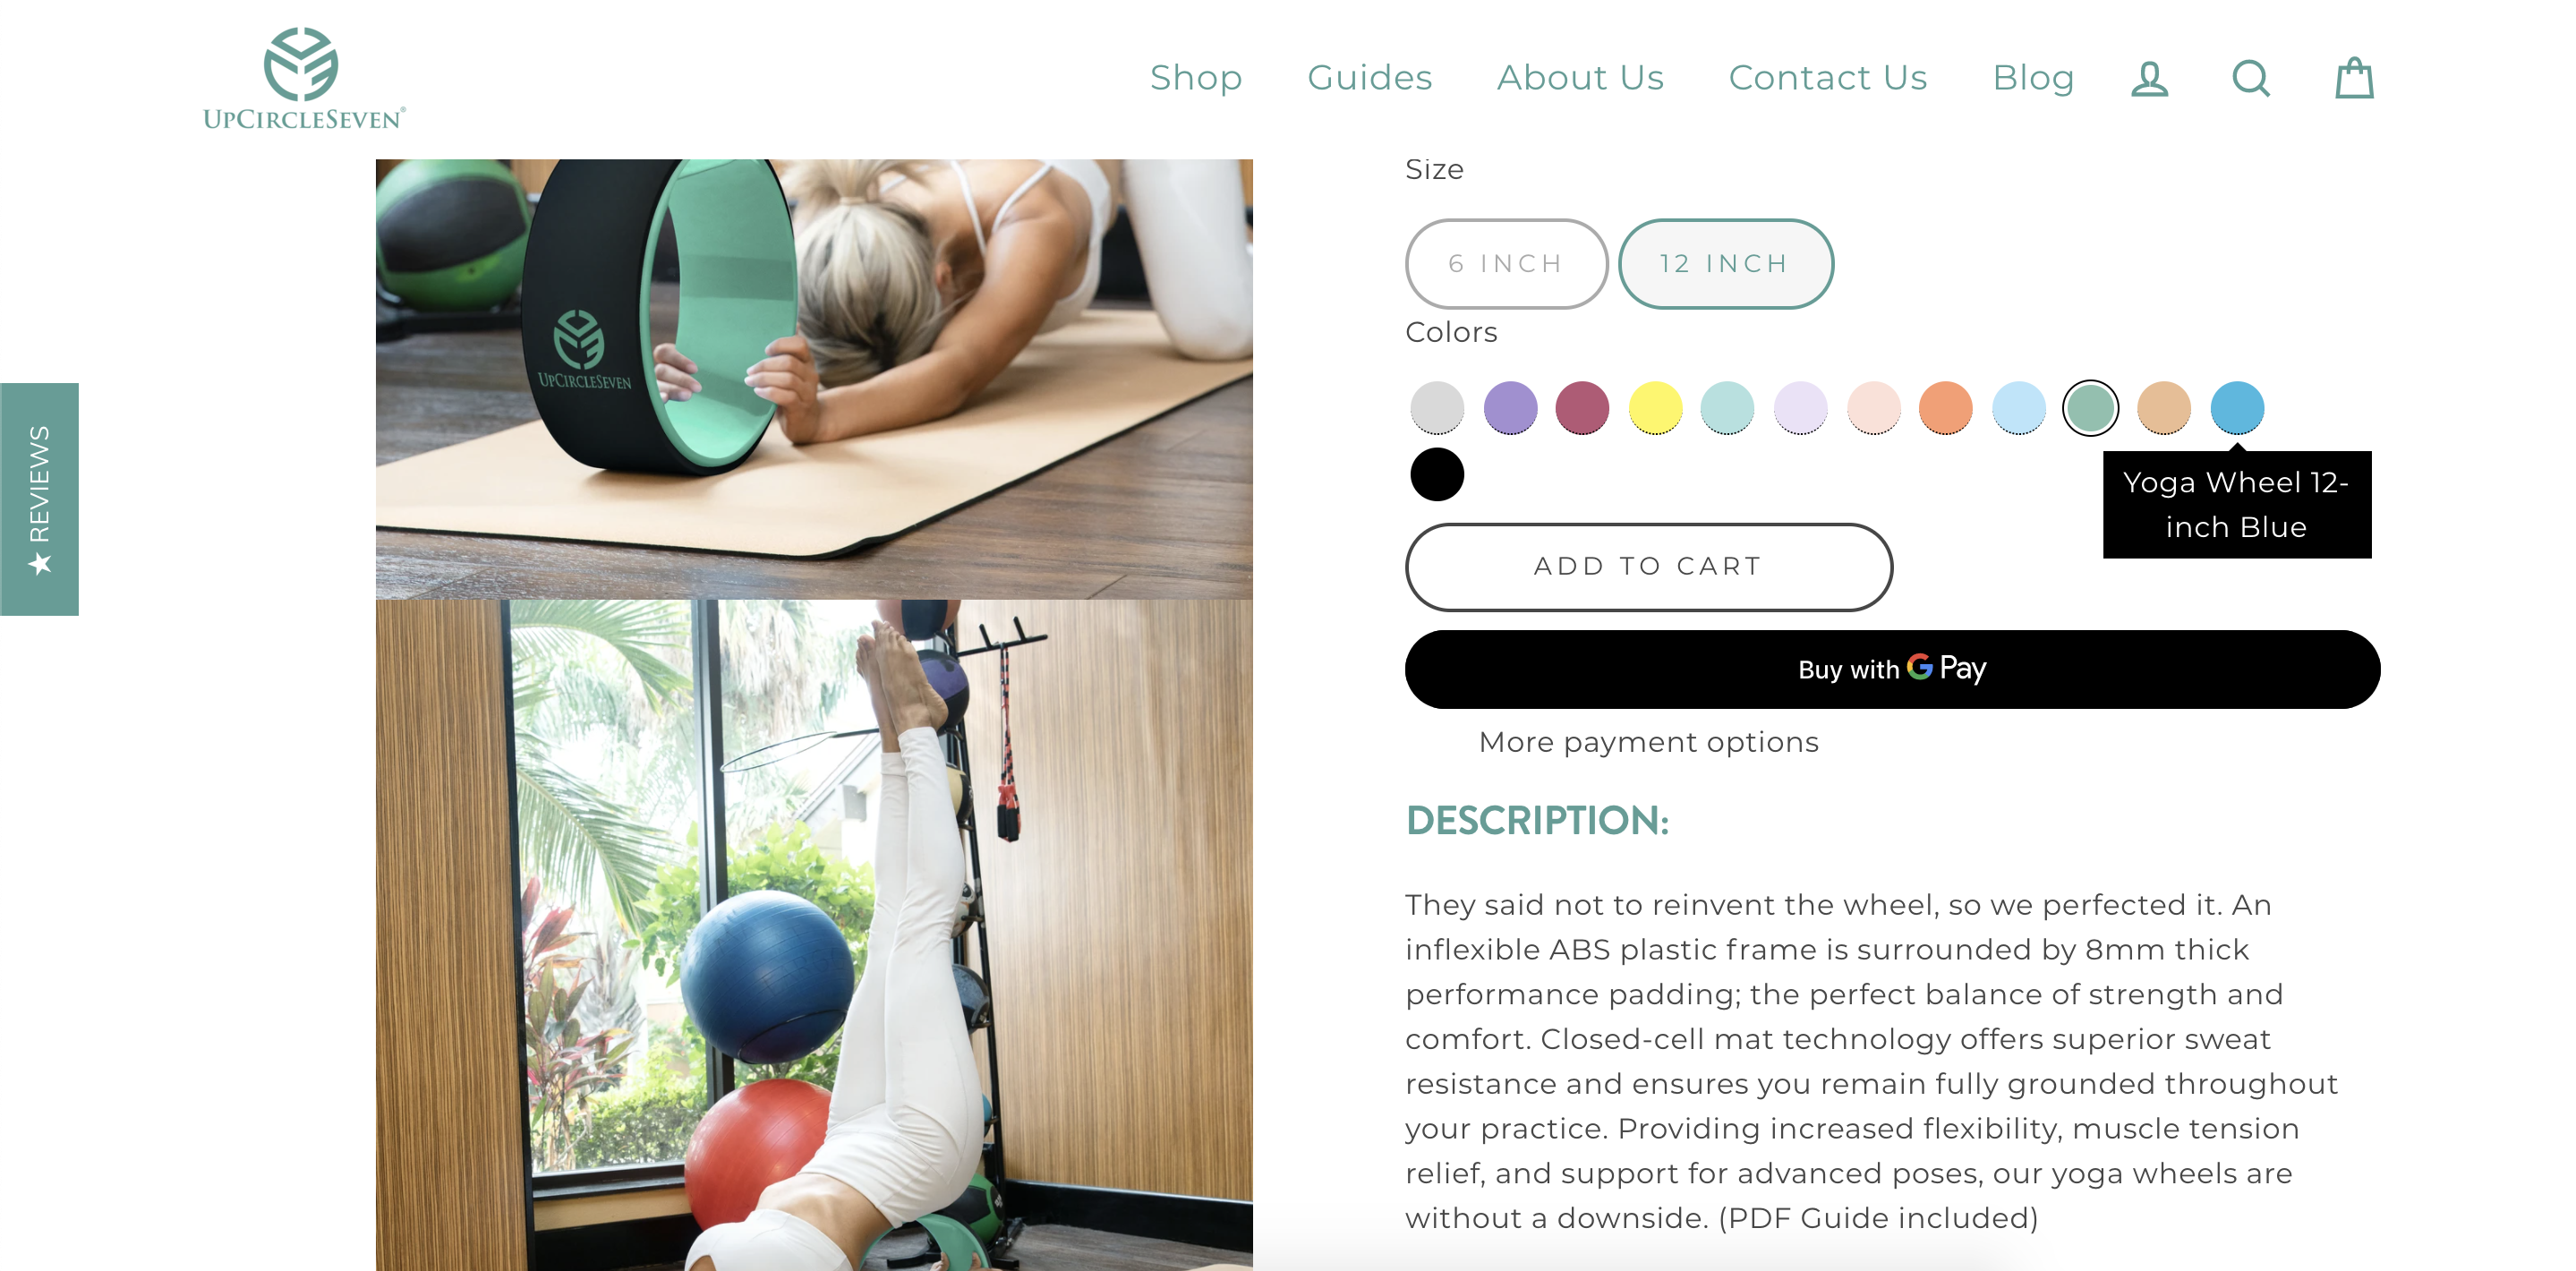 UPCIRCLESEVEN®
Shop
Guides
About Us
Contact Us
Blog
UPCIRCLESEVEN
★ REVIEWS
Size
6 INCH
12 INCH
Colors
Yoga Wheel 12-
inch Blue
ADD TO CART
Buy with G Pay
More payment options
DESCRIPTION:
They said not to reinvent the wheel, so we perfected it. An
inflexible ABS plastic frame is surrounded by 8mm thick
performance padding; the perfect balance of strength and
comfort. Closed-cell mat technology offers superior sweat
resistance and ensures you remain fully grounded throughout
your practice. Providing increased flexibility, muscle tension
relief, and support for advanced poses, our yoga wheels are
without a downside. (PDF Guide included)